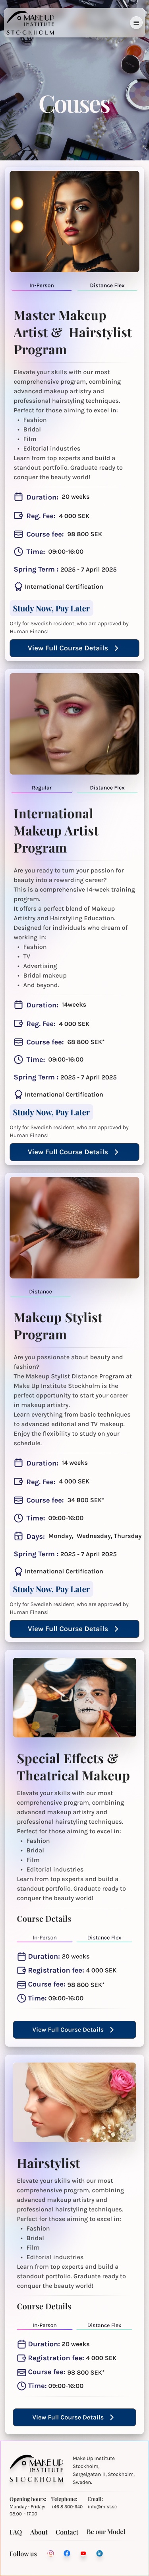 MAKEUP
INSTITUTE
STOCKHOLM
Couses
In-Person Distance Flex
Master Makeup
Artist & Hairstylist
Program
Elevate your skills with our most
comprehensive program, combining
advanced makeup artistry and
professional hairstyling techniques.
Perfect for those aiming to excel in:
• Fashion
• Bridal
• Film
• Editorial industries
Learn from top experts and build a
standout portfolio. Graduate ready to
conquer the beauty world!
Duration: 20 weeks
Reg. Fee: 4 000 SEK
Course fee: 98 800 SEK
Time: 09:00-16:00
Spring Term : 2025 - 7 April 2025
International Certification
Study Now, Pay Later
Only for Swedish resident, who are approved by
Human Finans!
View Full Course Details
Regular Distance Flex
International
Makeup Artist
Program
Are you ready to turn your passion for
beauty into a rewarding career?
This is a comprehensive 14-week training
program.
It offers a perfect blend of Makeup
Artistry and Hairstyling Education.
Designed for individuals who dream of
working in:
• Fashion
• TV
• Advertising
• Bridal makeup
• And beyond.
Duration: 14weeks
Reg. Fee: 4 000 SEK
Course fee: 68 800 SEK*
Time: 09:00-16:00
Spring Term : 2025 - 7 April 2025
International Certification
Study Now, Pay Later
Only for Swedish resident, who are approved by
Human Finans!
View Full Course Details
Distance
Makeup Stylist
Program
Are you passionate about beauty and
fashion?
The Makeup Stylist Distance Program at
Make Up Institute Stockholm is the
perfect opportunity to start your career
in makeup artistry.
Learn everything from basic techniques
to advanced editorial and TV makeup.
Enjoy the flexibility to study on your
schedule.
Duration: 14 weeks
Reg. Fee: 4 000 SEK
Course fee: 34 800 SEK*
Time: 09:00-16:00
Days: Monday, Wednesday, Thursday
Spring Term : 2025 - 7 April 2025
International Certification
Study Now, Pay Later
Only for Swedish resident, who are approved by
Human Finans!
View Full Course Details
Special Effects &
Theatrical Makeup
Elevate your skills with our most
comprehensive program, combining
advanced makeup artistry and
professional hairstyling techniques.
Perfect for those aiming to excel in:
• Fashion
• Bridal
• Film
• Editorial industries
Learn from top experts and build a
standout portfolio. Graduate ready to
conquer the beauty world!
Course Details
In-Person Distance Flex
Duration: 20 weeks
Registration fee: 4 000 SEK
Course fee: 98 800 SEK*
Time: 09:00-16:00
View Full Course Details
Hairstylist
Elevate your skills with our most
comprehensive program, combining
advanced makeup artistry and
professional hairstyling techniques.
Perfect for those aiming to excel in:
• Fashion
• Bridal
• Film
• Editorial industries
Learn from top experts and build a
standout portfolio. Graduate ready to
conquer the beauty world!
Course Details
In-Person Distance Flex
Duration: 20 weeks
Registration fee: 4 000 SEK
Course fee: 98 800 SEK*
Time: 09:00-16:00
View Full Course Details
MAKEUP
INSTITUTE
STOCKHOLM
Make Up Institute
Stockholm,
Sergelgatan 11, Stockholm,
Sweden.
Opening hours: Telephone: Email:
Monday - Friday: +46 8 300-640 info@miot.se
08.00 - 17.00
FAQ About Contact Be our Model
Follow us